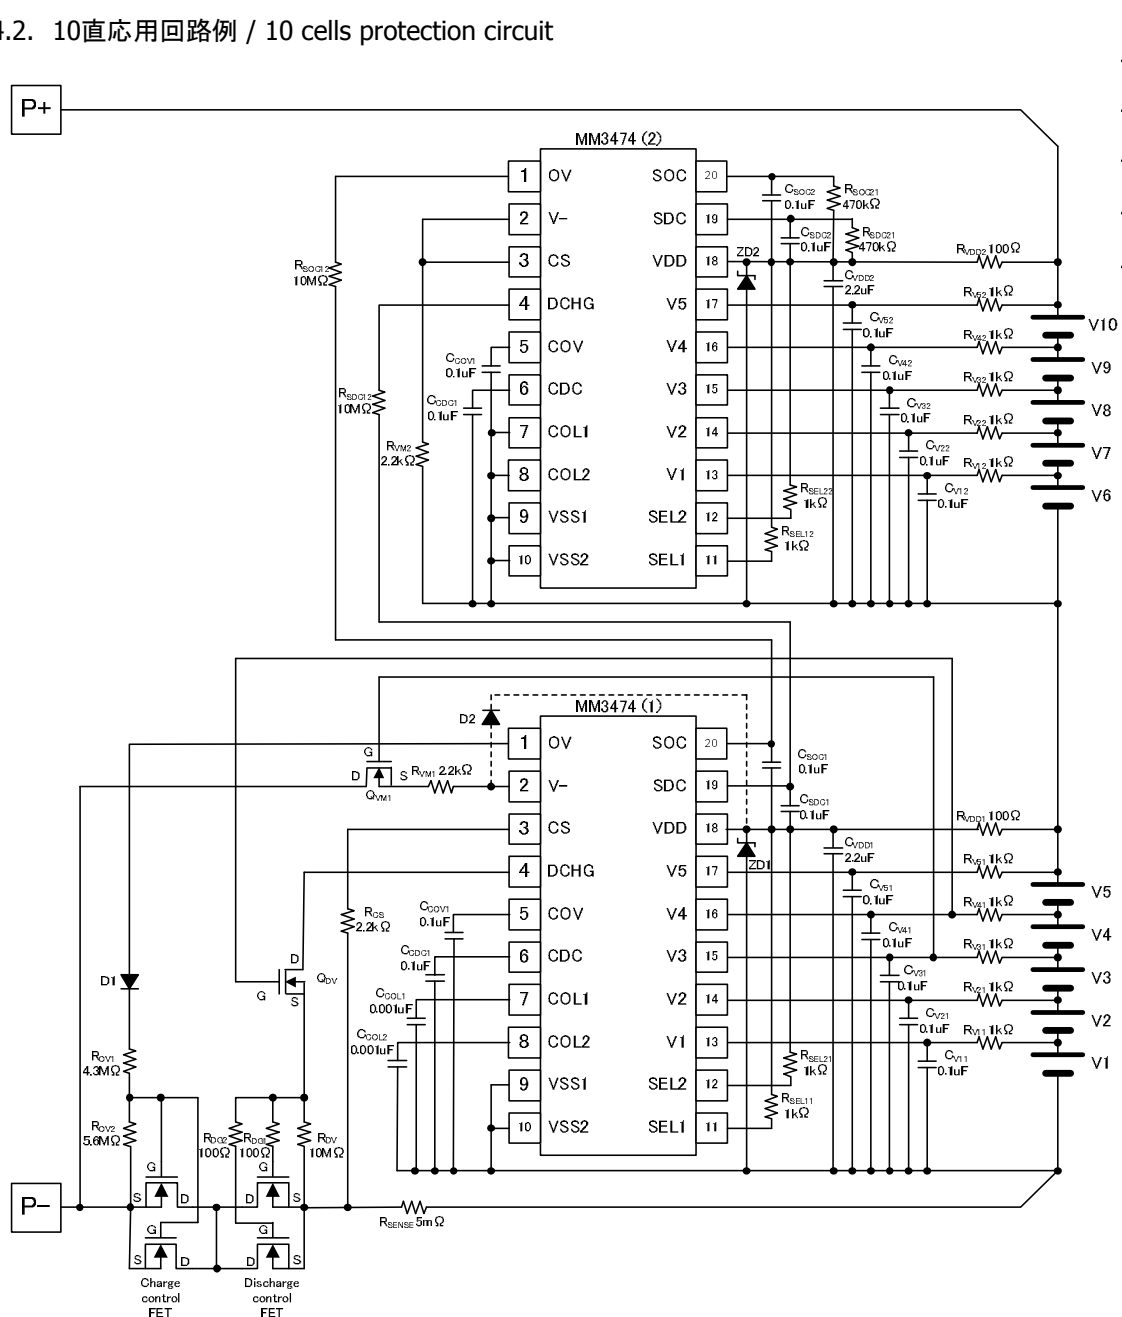 4.2. 10直応用回路例 / 10 cells protection circuit
P+
MM3474 (2)
1 OV SOC 20
2 V- SDC 19
3 CS VDD 18
4 DCHG V5 17
5 COV V4 16
6 CDC V3 15
7 COL1 V2 14
8 COL2 V1 13
9 VSS1 SEL2 12
10 VSS2 SEL1 11
RSOC12
10MΩ
RSDC12
10MΩ
CCOV1
0.1uF
CCDC1
0.1uF
RVM2
2.2kΩ
CSOC2
0.1uF
RSOC21
470kΩ
CSDC2
0.1uF
RSDC21
470kΩ
ZD2
CVDD2
2.2uF
RVDD2 100Ω
RV52 1kΩ
CV52
0.1uF
RV42 1kΩ
CV42
0.1uF
RV32 1kΩ
CV32
0.1uF
RV22 1kΩ
CV22
0.1uF
RV12 1kΩ
CV12
0.1uF
RSEL22
1kΩ
RSEL12
1kΩ
V10
V9
V8
V7
V6
MM3474 (1)
1 OV SOC 20
2 V- SDC 19
3 CS VDD 18
4 DCHG V5 17
5 COV V4 16
6 CDC V3 15
7 COL1 V2 14
8 COL2 V1 13
9 VSS1 SEL2 12
10 VSS2 SEL1 11
D2
G
D S
QVM1
RVM1 2.2kΩ
RCS
2.2kΩ
CCOV1
0.1uF
CCDC1
0.1uF
CCOL1
0.001uF
CCOL2
0.001uF
D1
D
G
S
QDV
CSOC1
0.1uF
CSDC1
0.1uF
ZD1
CVDD1
2.2uF
RVDD1 100Ω
RV51 1kΩ
CV51
0.1uF
RV41 1kΩ
CV41
0.1uF
RV31 1kΩ
CV31
0.1uF
RV21 1kΩ
CV21
0.1uF
RV11 1kΩ
CV11
0.1uF
RSEL21
1kΩ
RSEL11
1kΩ
V5
V4
V3
V2
V1
ROV1
4.3MΩ
ROV2
5.6MΩ
RDG2
100Ω
RDG1
100Ω
RDV
10MΩ
P-
G G
S D D S
G G
S D D S
RSENSE 5mΩ
Charge
control
FET
Discharge
control
FET